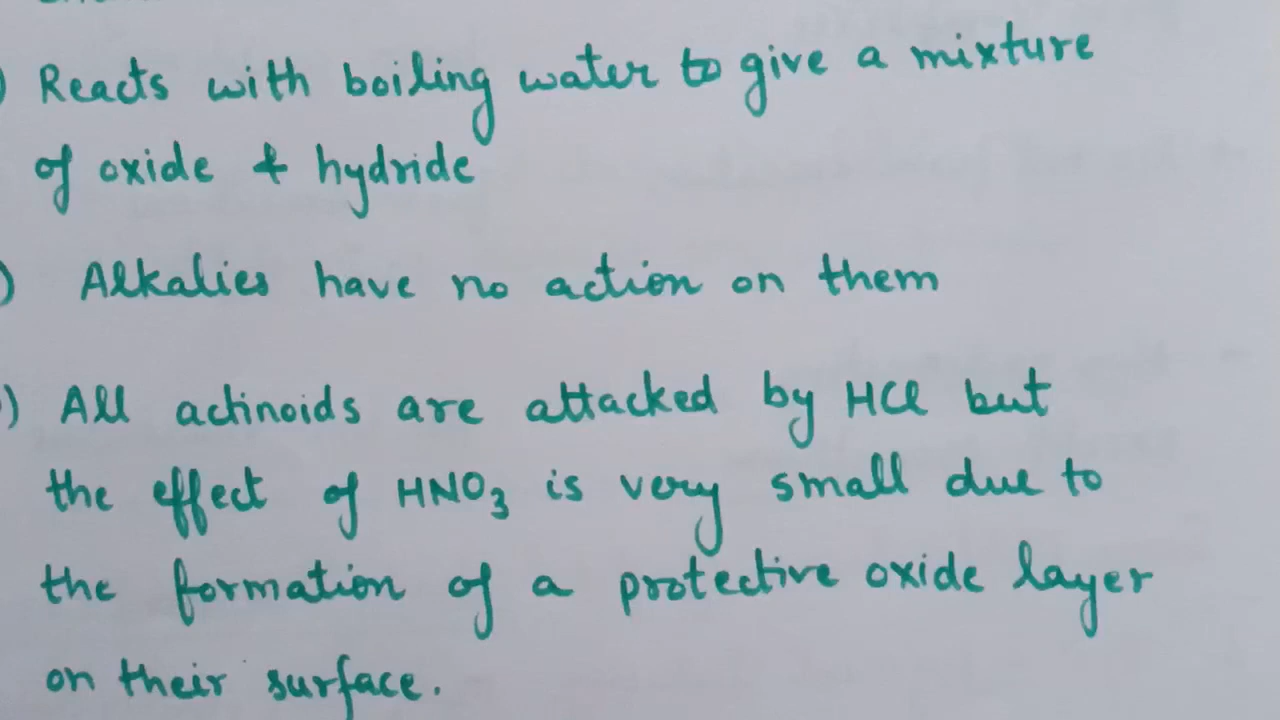 ) Reacts with boiling water to give a mixture
of oxide & hydride
) Alkalies have no action on them
) All actinoids are attacked by HCl but
the effect of HNO₃ is very small due to
the formation of a protective oxide layer
on their surface.